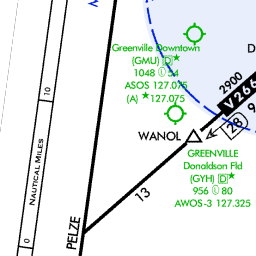 Greenville Downtown
(GMU) D★
1048 Ⓛ 54
ASOS 127.075
(A) ★127.075
2900
V266
28
9
D
WANOL
GREENVILLE
Donaldson Fld
(GYH) D★
956 Ⓛ 80
AWOS-3 127.325
13
PELZE
10
NAUTICAL MILES
0